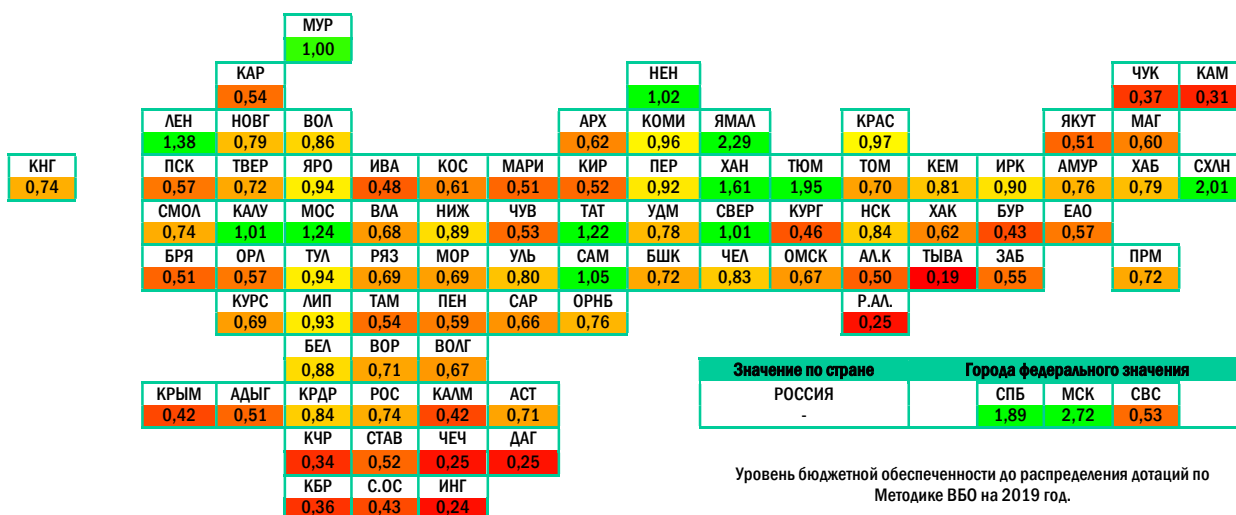 МУР
1,00
КАР НЕН ЧУК КАМ
0,54 1,02 0,37 0,31
ЛЕН НОВГ ВОЛ АРХ КОМИ ЯМАЛ КРАС ЯКУТ МАГ
1,38 0,79 0,86 0,62 0,96 2,29 0,97 0,51 0,60
КНГ ПСК ТВЕР ЯРО ИВА КОС МАРИ КИР ПЕР ХАН ТЮМ ТОМ КЕМ ИРК АМУР ХАБ СХЛН
0,74 0,57 0,72 0,94 0,48 0,61 0,51 0,52 0,92 1,61 1,95 0,70 0,81 0,90 0,76 0,79 2,01
СМОЛ КАЛУ МОС ВЛА НИЖ ЧУВ ТАТ УДМ СВЕР КУРГ НСК ХАК БУР ЕАО
0,74 1,01 1,24 0,68 0,89 0,53 1,22 0,78 1,01 0,46 0,84 0,62 0,43 0,57
БРЯ ОРЛ ТУЛ РЯЗ МОР УЛЬ САМ БШК ЧЕЛ ОМСК АЛ.К ТЫВА ЗАБ ПРМ
0,51 0,57 0,94 0,69 0,69 0,80 1,05 0,72 0,83 0,67 0,50 0,19 0,55 0,72
КУРС ЛИП ТАМ ПЕН САР ОРНБ Р.АЛ.
0,69 0,93 0,54 0,59 0,66 0,76 0,25
БЕЛ ВОР ВОЛГ
0,88 0,71 0,67
Значение по стране Города федерального значения
КРЫМ АДЫГ КРДР РОС КАЛМ АСТ РОССИЯ СПБ МСК СВС
0,42 0,51 0,84 0,74 0,42 0,71 - 1,89 2,72 0,53
КЧР СТАВ ЧЕЧ ДАГ
0,34 0,52 0,25 0,25
КБР С.ОС ИНГ
0,36 0,43 0,24
Уровень бюджетной обеспеченности до распределения дотаций по
Методике ВБО на 2019 год.